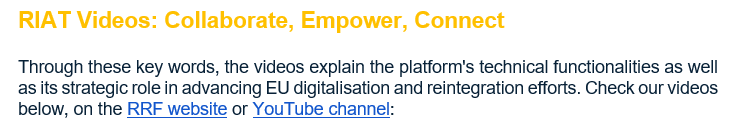 RIAT Videos: Collaborate, Empower, Connect
Through these key words, the videos explain the platform's technical functionalities as well
as its strategic role in advancing EU digitalisation and reintegration efforts. Check our videos
below, on the RRF website or YouTube channel: